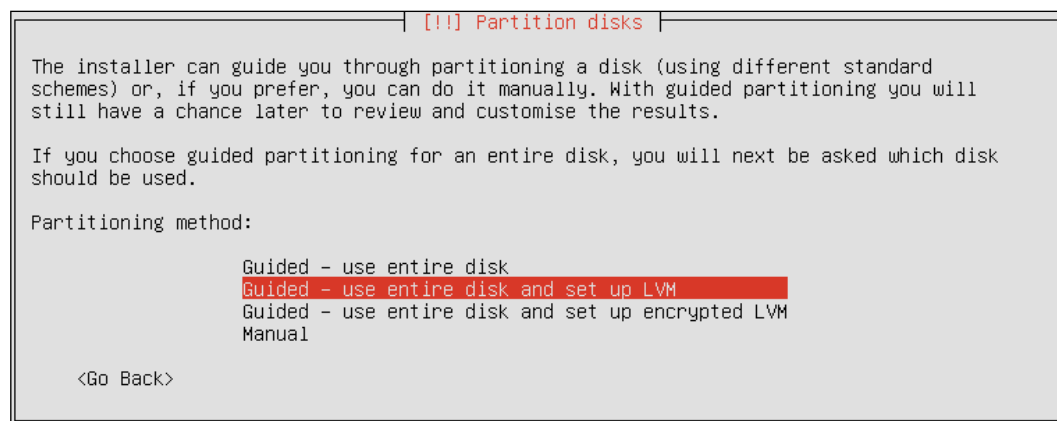 [!!] Partition disks
The installer can guide you through partitioning a disk (using different standard
schemes) or, if you prefer, you can do it manually. With guided partitioning you will
still have a chance later to review and customise the results.
If you choose guided partitioning for an entire disk, you will next be asked which disk
should be used.
Partitioning method:
Guided - use entire disk
Guided - use entire disk and set up LVM
Guided - use entire disk and set up encrypted LVM
Manual
<Go Back>